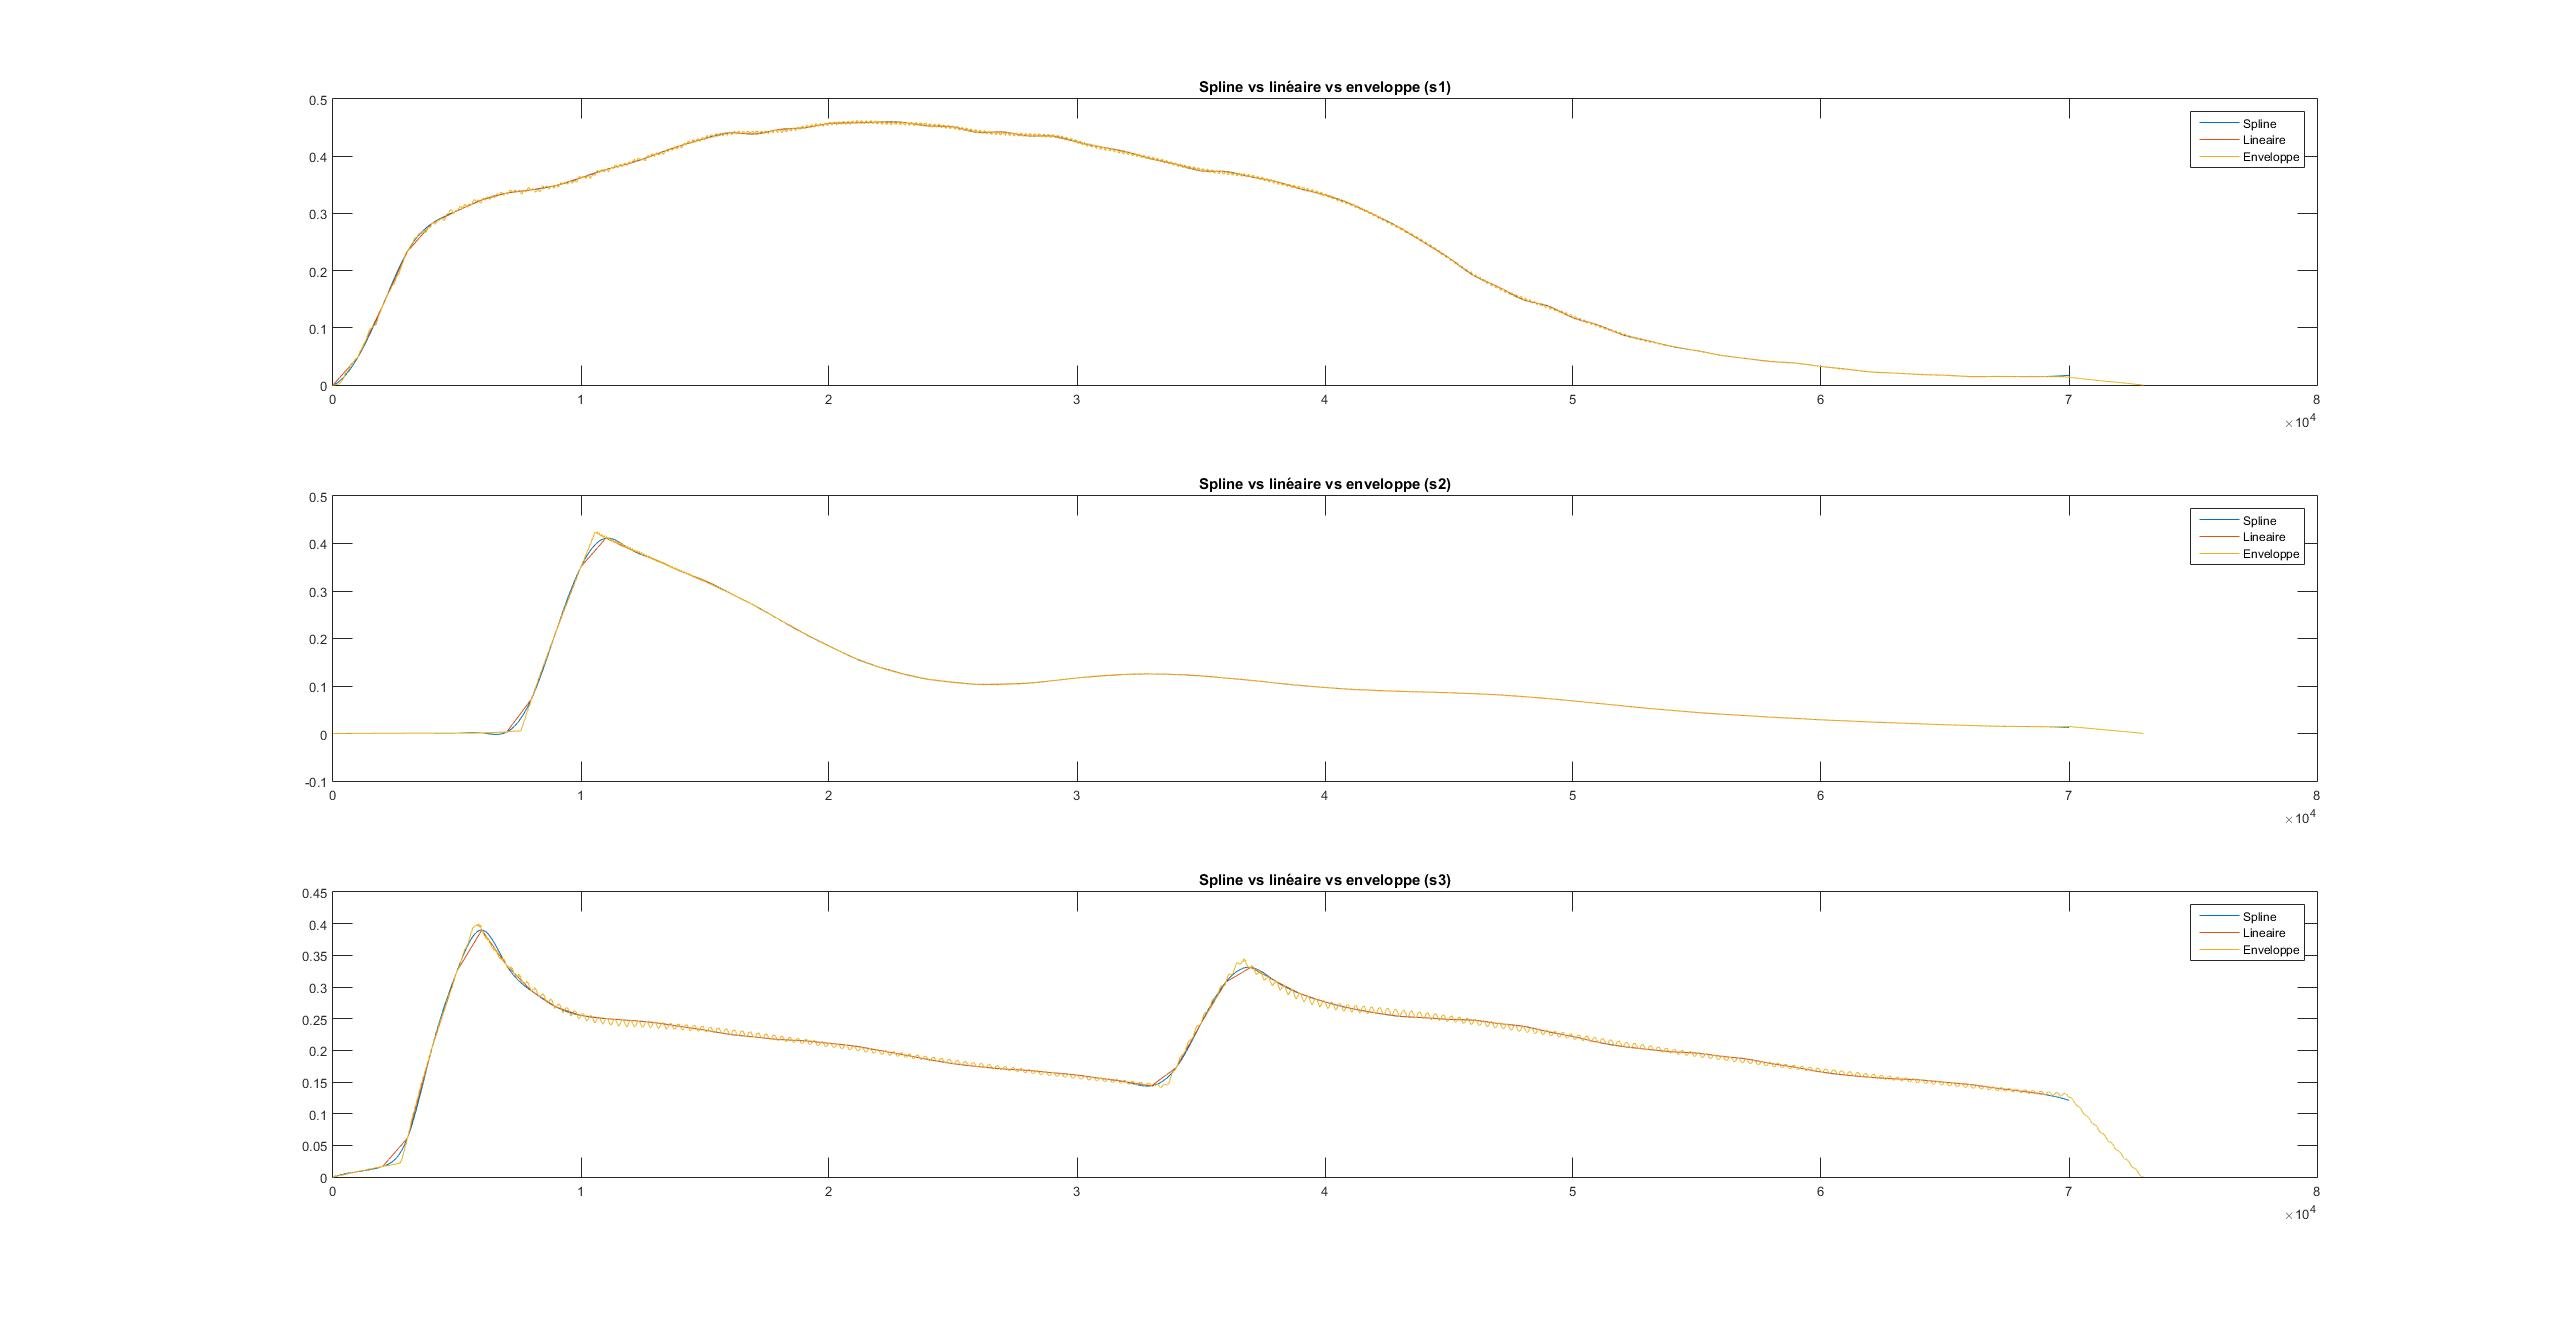 Spline vs linéaire vs enveloppe (s1)
0.5
0.4
0.3
0.2
0.1
0
Spline
Lineaire
Enveloppe
0 1 2 3 4 5 6 7 8
×10^4
Spline vs linéaire vs enveloppe (s2)
0.5
0.4
0.3
0.2
0.1
0
-0.1
Spline
Lineaire
Enveloppe
0 1 2 3 4 5 6 7 8
×10^4
Spline vs linéaire vs enveloppe (s3)
0.45
0.4
0.35
0.3
0.25
0.2
0.15
0.1
0.05
0
Spline
Lineaire
Enveloppe
0 1 2 3 4 5 6 7 8
×10^4